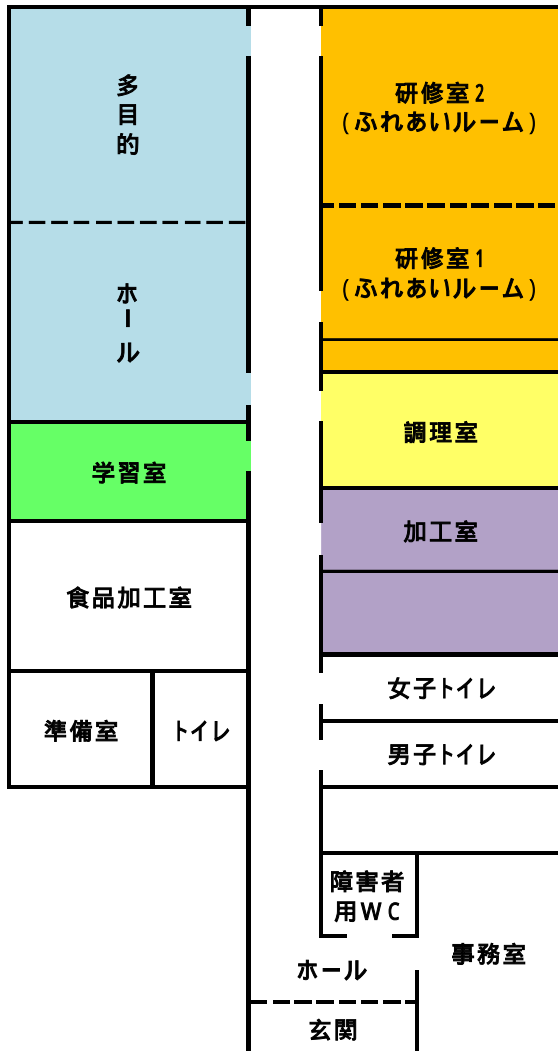 多目的
ホール
研修室2
(ふれあいルーム)
研修室1
(ふれあいルーム)
調理室
学習室
加工室
食品加工室
女子トイレ
準備室
トイレ
男子トイレ
障害者
用WC
事務室
ホール
玄関